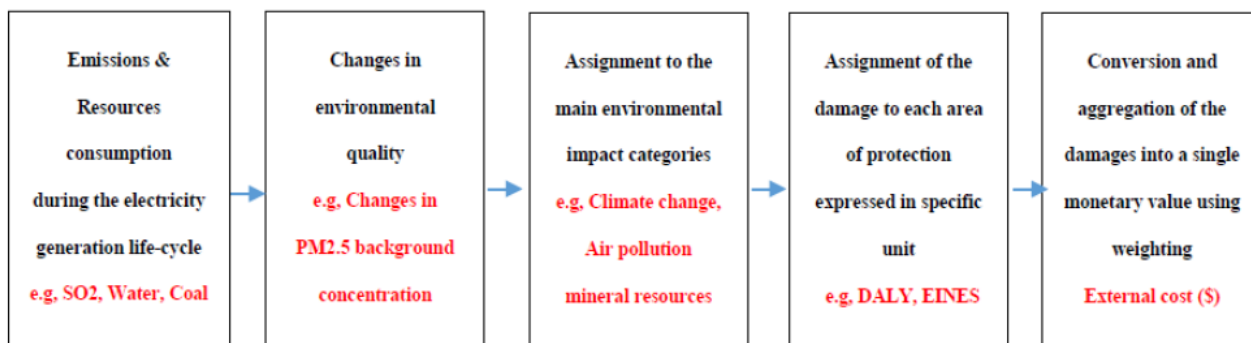 Emissions &
Resources
consumption
during the electricity
generation life-cycle
e.g, SO2, Water, Coal
Changes in
environmental
quality
e.g, Changes in
PM2.5 background
concentration
Assignment to the
main environmental
impact categories
e.g, Climate change,
Air pollution
mineral resources
Assignment of the
damage to each area
of protection
expressed in specific
unit
e.g, DALY, EINES
Conversion and
aggregation of the
damages into a single
monetary value using
weighting
External cost ($)